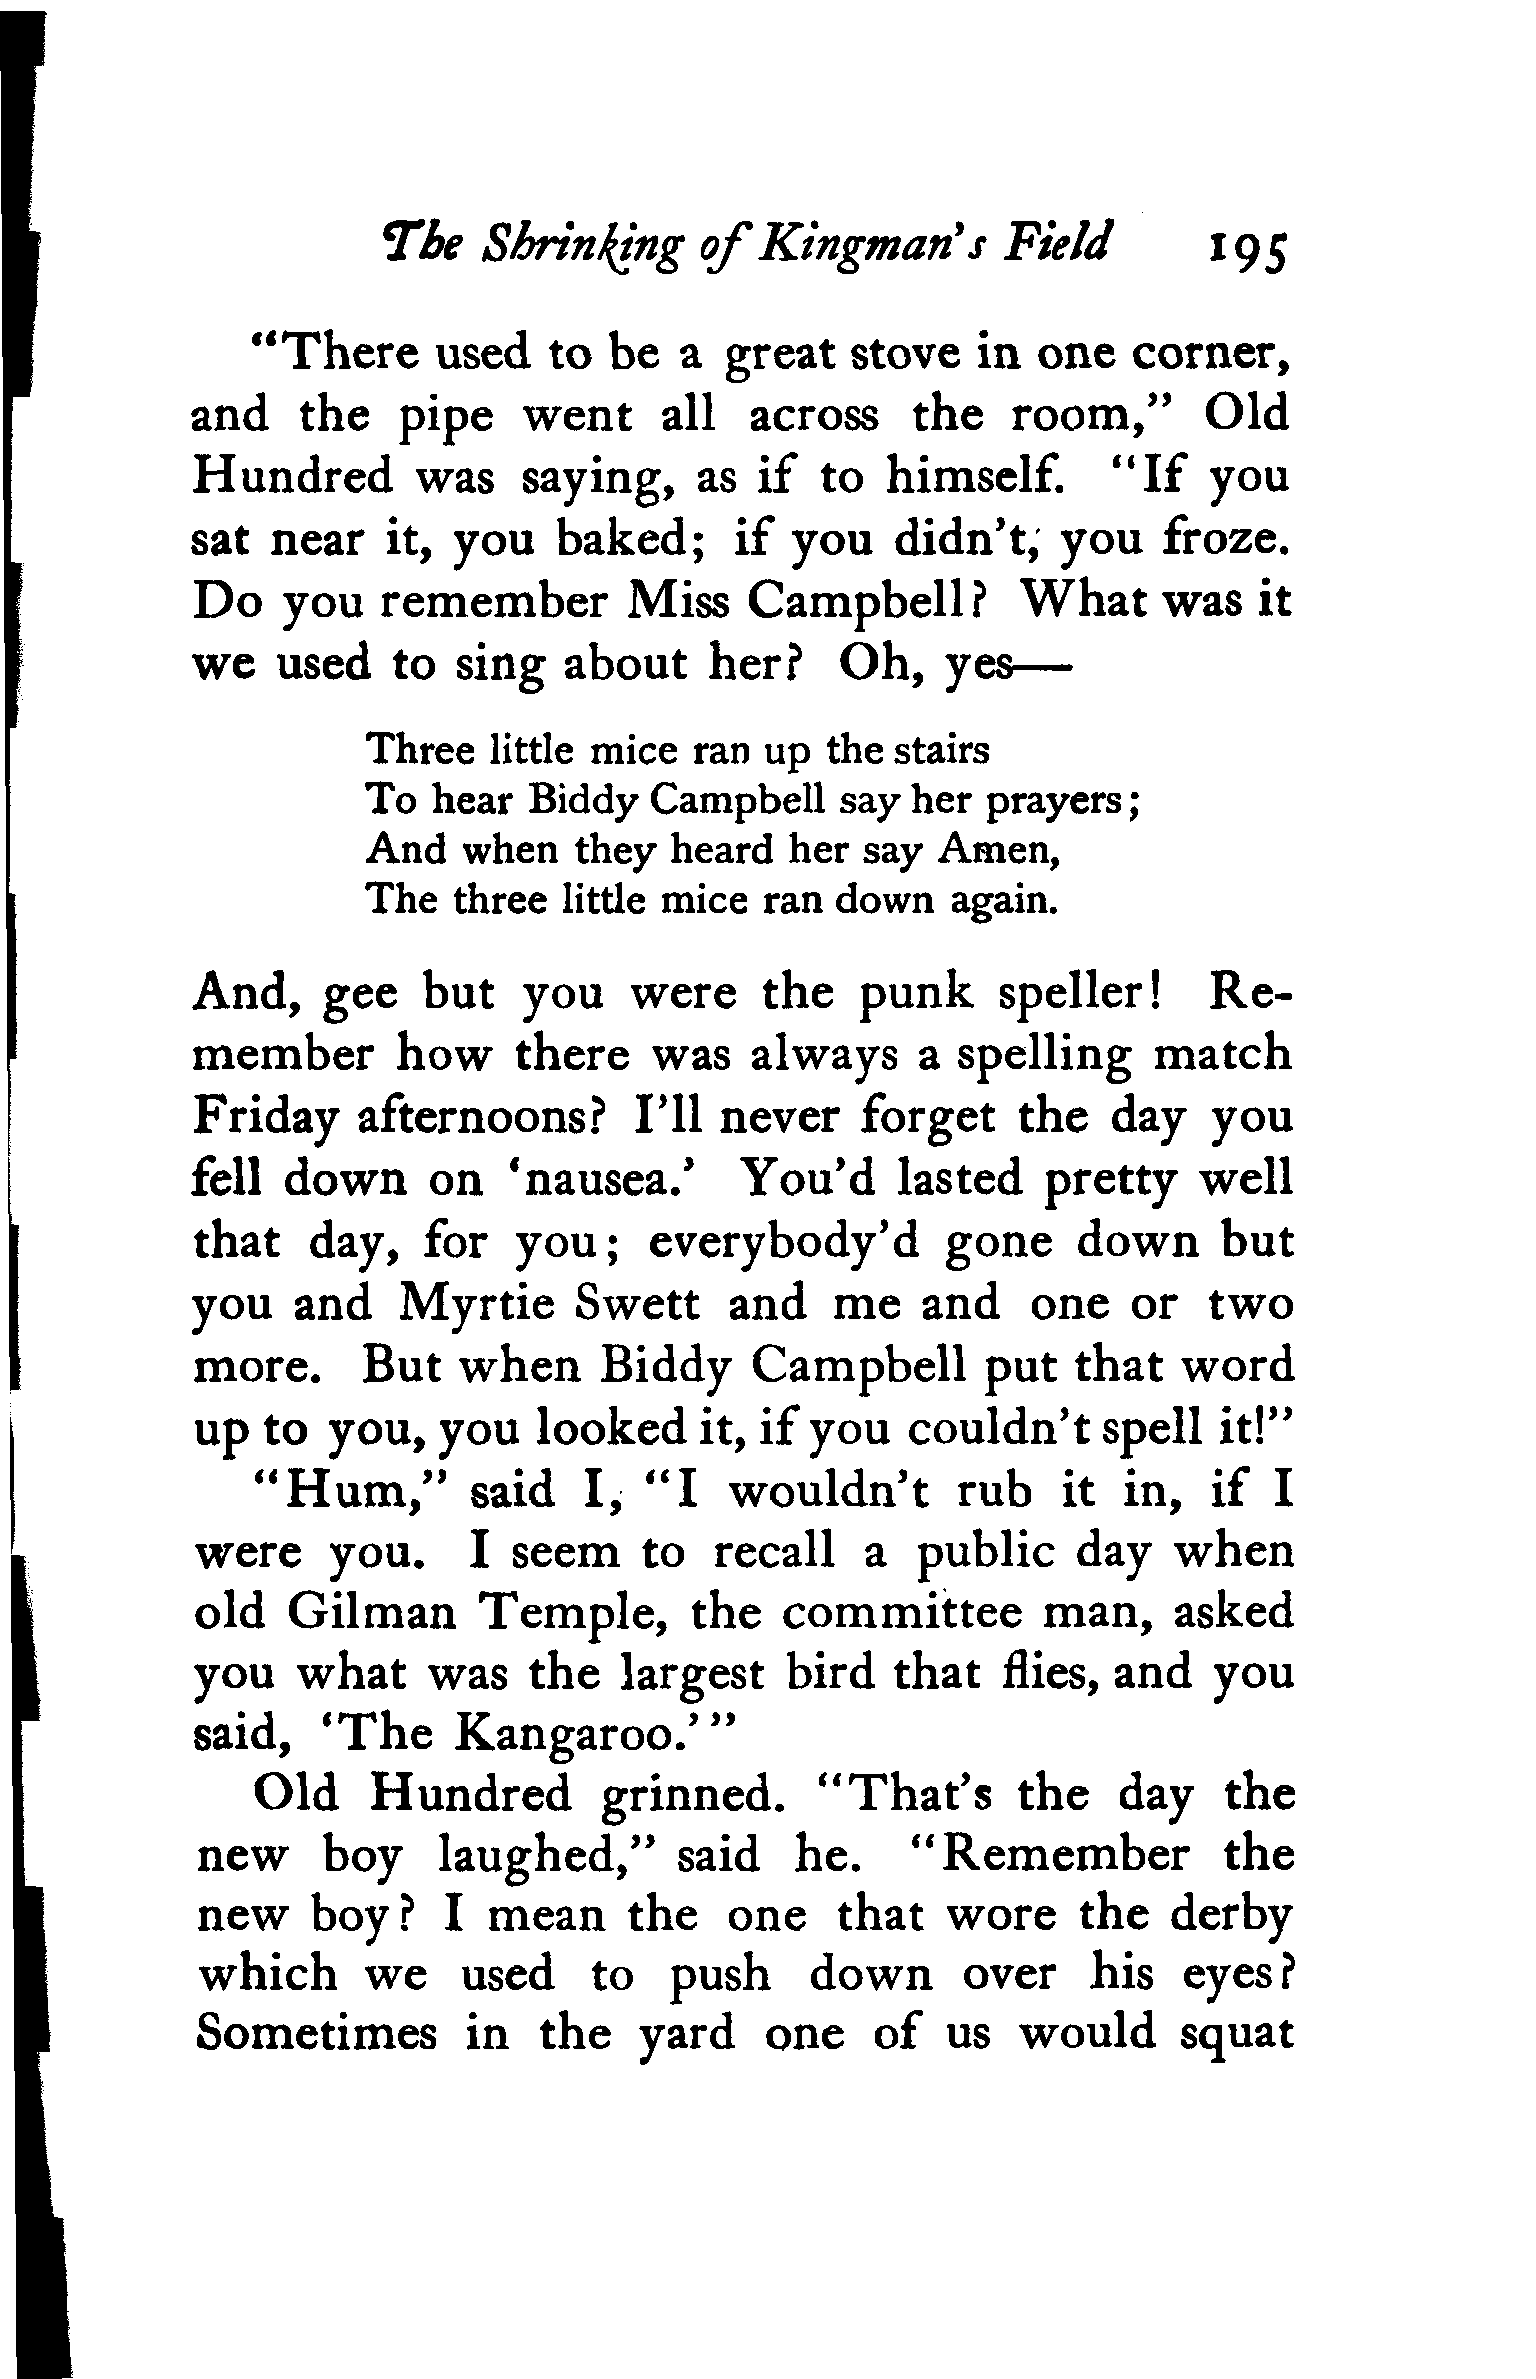 The Shrinking of Kingman's Field 195
"There used to be a great stove in one corner,
and the pipe went all across the room," Old
Hundred was saying, as if to himself. "If you
sat near it, you baked; if you didn't, you froze.
Do you remember Miss Campbell? What was it
we used to sing about her? Oh, yes—
Three little mice ran up the stairs
To hear Biddy Campbell say her prayers;
And when they heard her say Amen,
The three little mice ran down again.
And, gee but you were the punk speller! Re-
member how there was always a spelling match
Friday afternoons? I'll never forget the day you
fell down on 'nausea.' You'd lasted pretty well
that day, for you; everybody'd gone down but
you and Myrtie Swett and me and one or two
more. But when Biddy Campbell put that word
up to you, you looked it, if you couldn't spell it!"
"Hum," said I, "I wouldn't rub it in, if I
were you. I seem to recall a public day when
old Gilman Temple, the committee man, asked
you what was the largest bird that flies, and you
said, 'The Kangaroo.'"
Old Hundred grinned. "That's the day the
new boy laughed," said he. "Remember the
new boy? I mean the one that wore the derby
which we used to push down over his eyes?
Sometimes in the yard one of us would squat